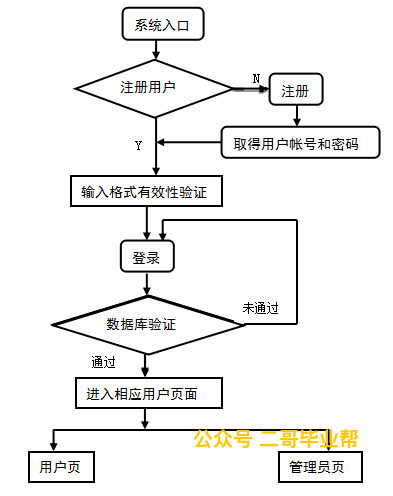 系统入口
注册用户
N
注册
Y
取得用户帐号和密码
输入格式有效性验证
登录
未通过
数据库验证
通过
进入相应用户页面
公众号 二哥毕业帮
用户页
管理员页